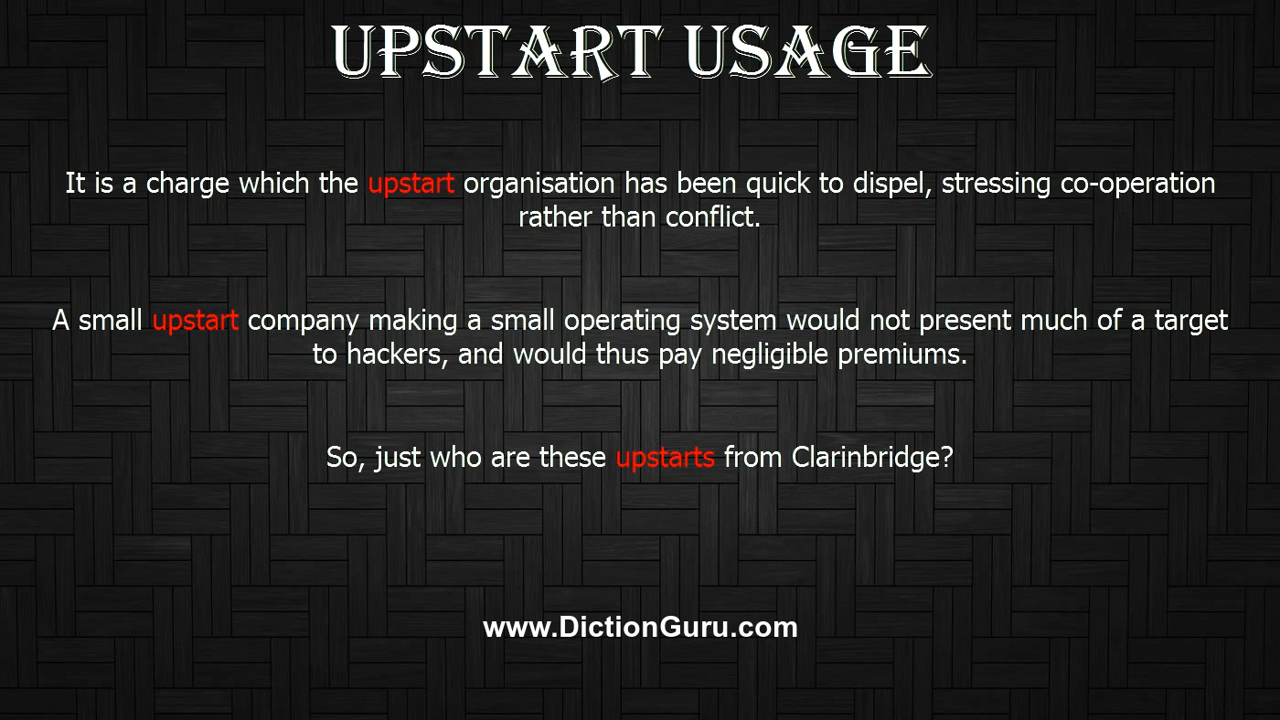 UPSTART USAGE
It is a charge which the upstart organisation has been quick to dispel, stressing co-operation
rather than conflict.
A small upstart company making a small operating system would not present much of a target
to hackers, and would thus pay negligible premiums.
So, just who are these upstarts from Clarinbridge?
www.DictionGuru.com